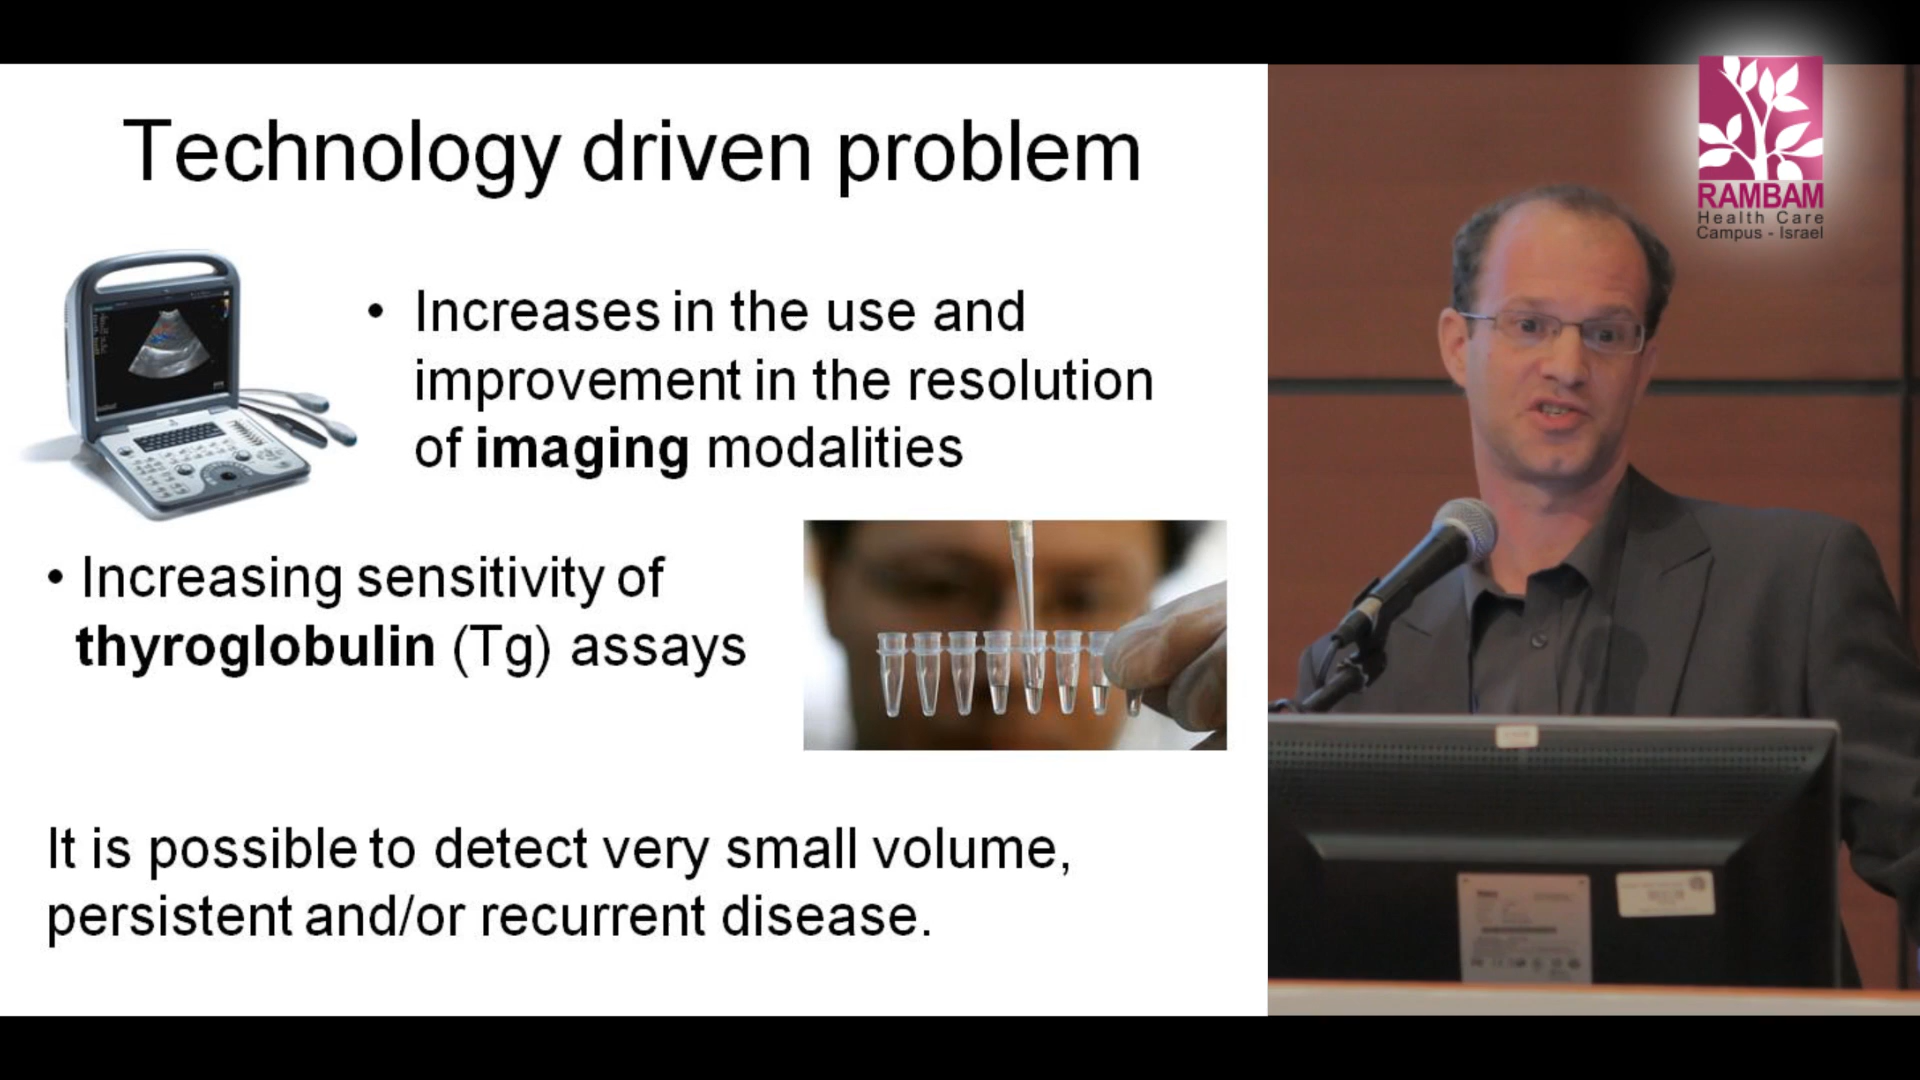 Technology driven problem
• Increases in the use and
improvement in the resolution
of imaging modalities
• Increasing sensitivity of
thyroglobulin (Tg) assays
It is possible to detect very small volume,
persistent and/or recurrent disease.
RAMBAM
Health Care
Campus - Israel